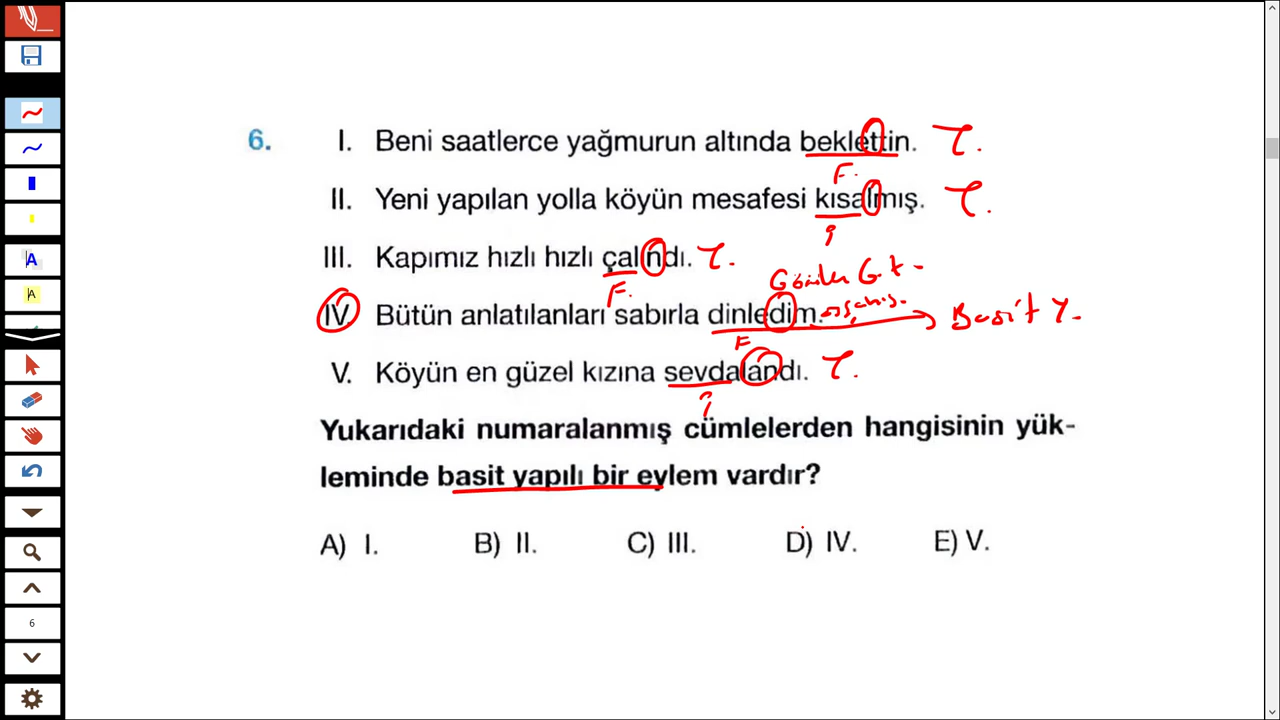 6. I. Beni saatlerce yağmurun altında beklettin. T.
F.
II. Yeni yapılan yolla köyün mesafesi kısalmış. T.
i
III. Kapımız hızlı hızlı çalındı. T.
F.
Görülen G.
IV. Bütün anlatılanları sabırla dinledim. şahıs. Basit Y.
F
V. Köyün en güzel kızına sevdalandı. T.
i
Yukarıdaki numaralanmış cümlelerden hangisinin yük-
leminde basit yapılı bir eylem vardır?
A) I. B) II. C) III. D) IV. E) V.
A
A
6